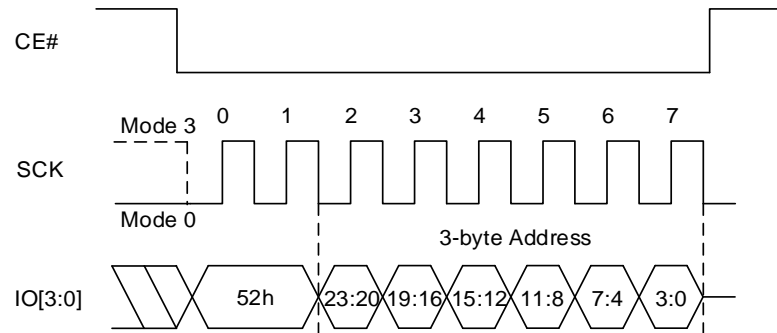 CE#
0 1 2 3 4 5 6 7
Mode 3
SCK
Mode 0
3-byte Address
IO[3:0] 52h 23:20 19:16 15:12 11:8 7:4 3:0